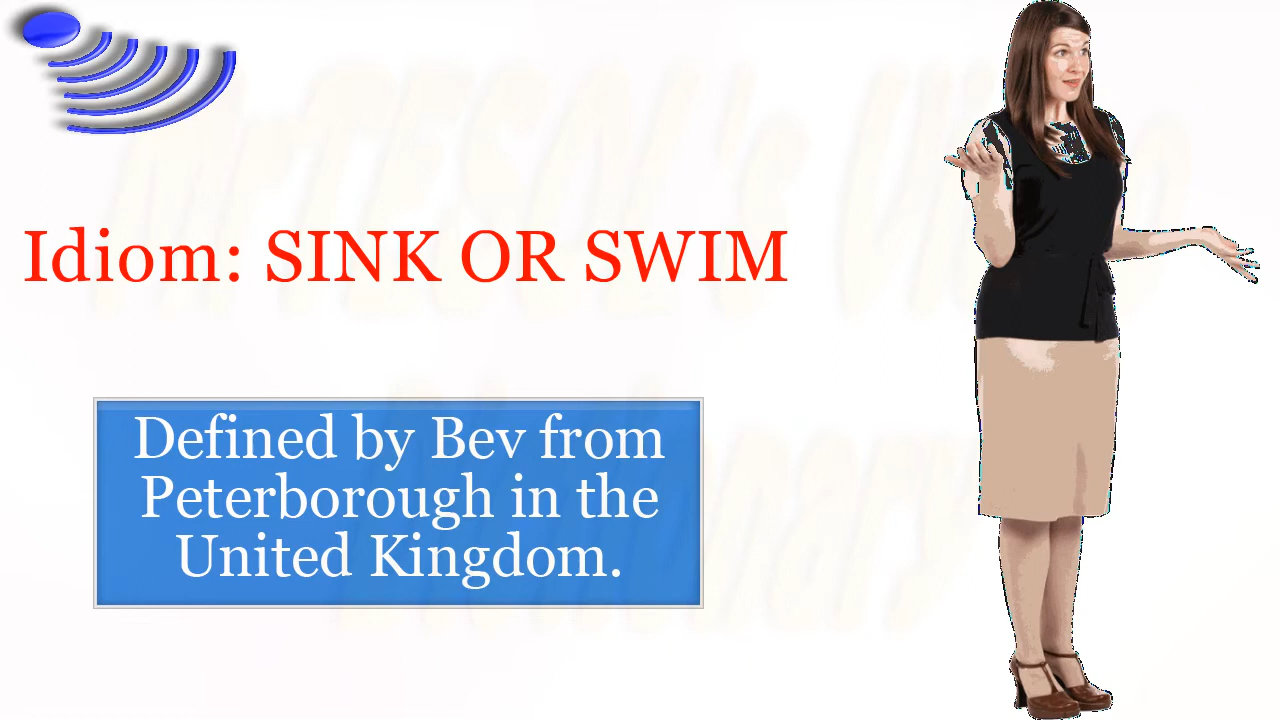 Idiom: SINK OR SWIM
Defined by Bev from
Peterborough in the
United Kingdom.